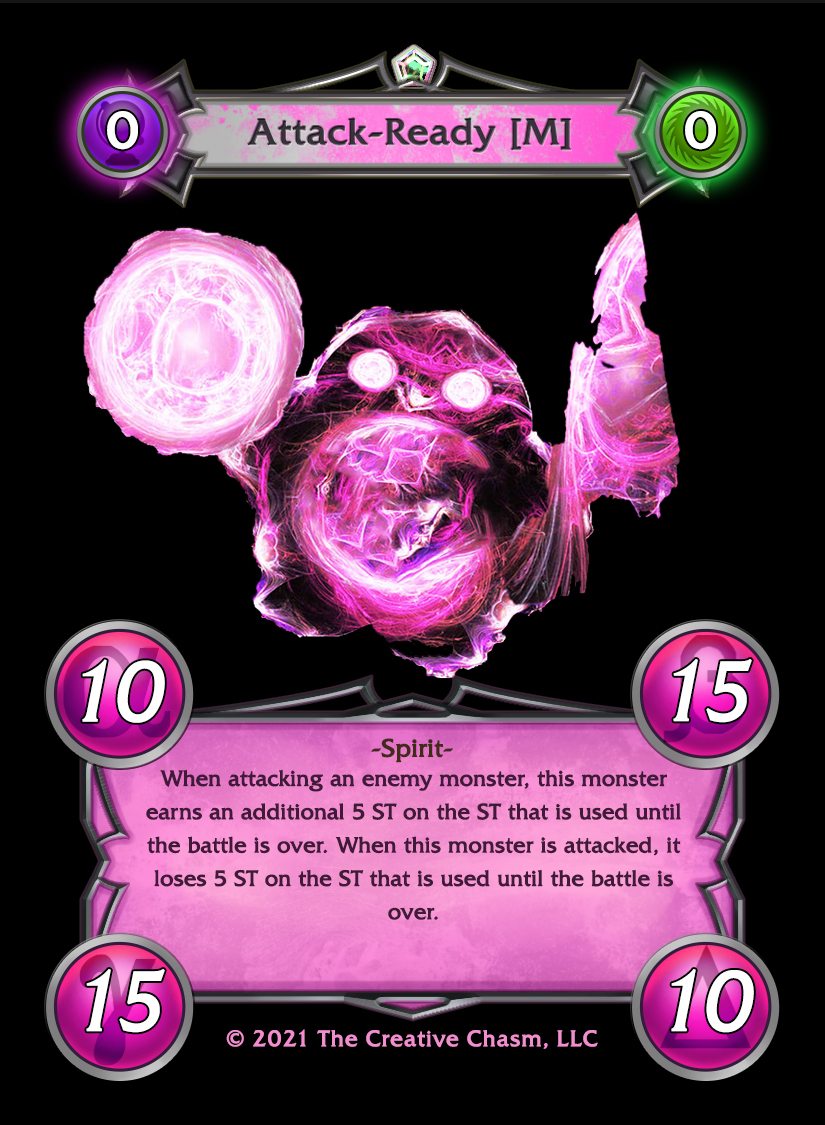 0 Attack-Ready [M] 0
10 15
-Spirit-
When attacking an enemy monster, this monster
earns an additional 5 ST on the ST that is used until
the battle is over. When this monster is attacked, it
loses 5 ST on the ST that is used until the battle is
over.
15 10
© 2021 The Creative Chasm, LLC